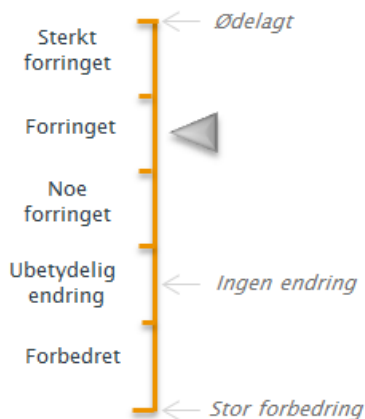 Ødelagt
Sterkt
forringet
Forringet
Noe
forringet
Ubetydelig
endring
Ingen endring
Forbedret
Stor forbedring